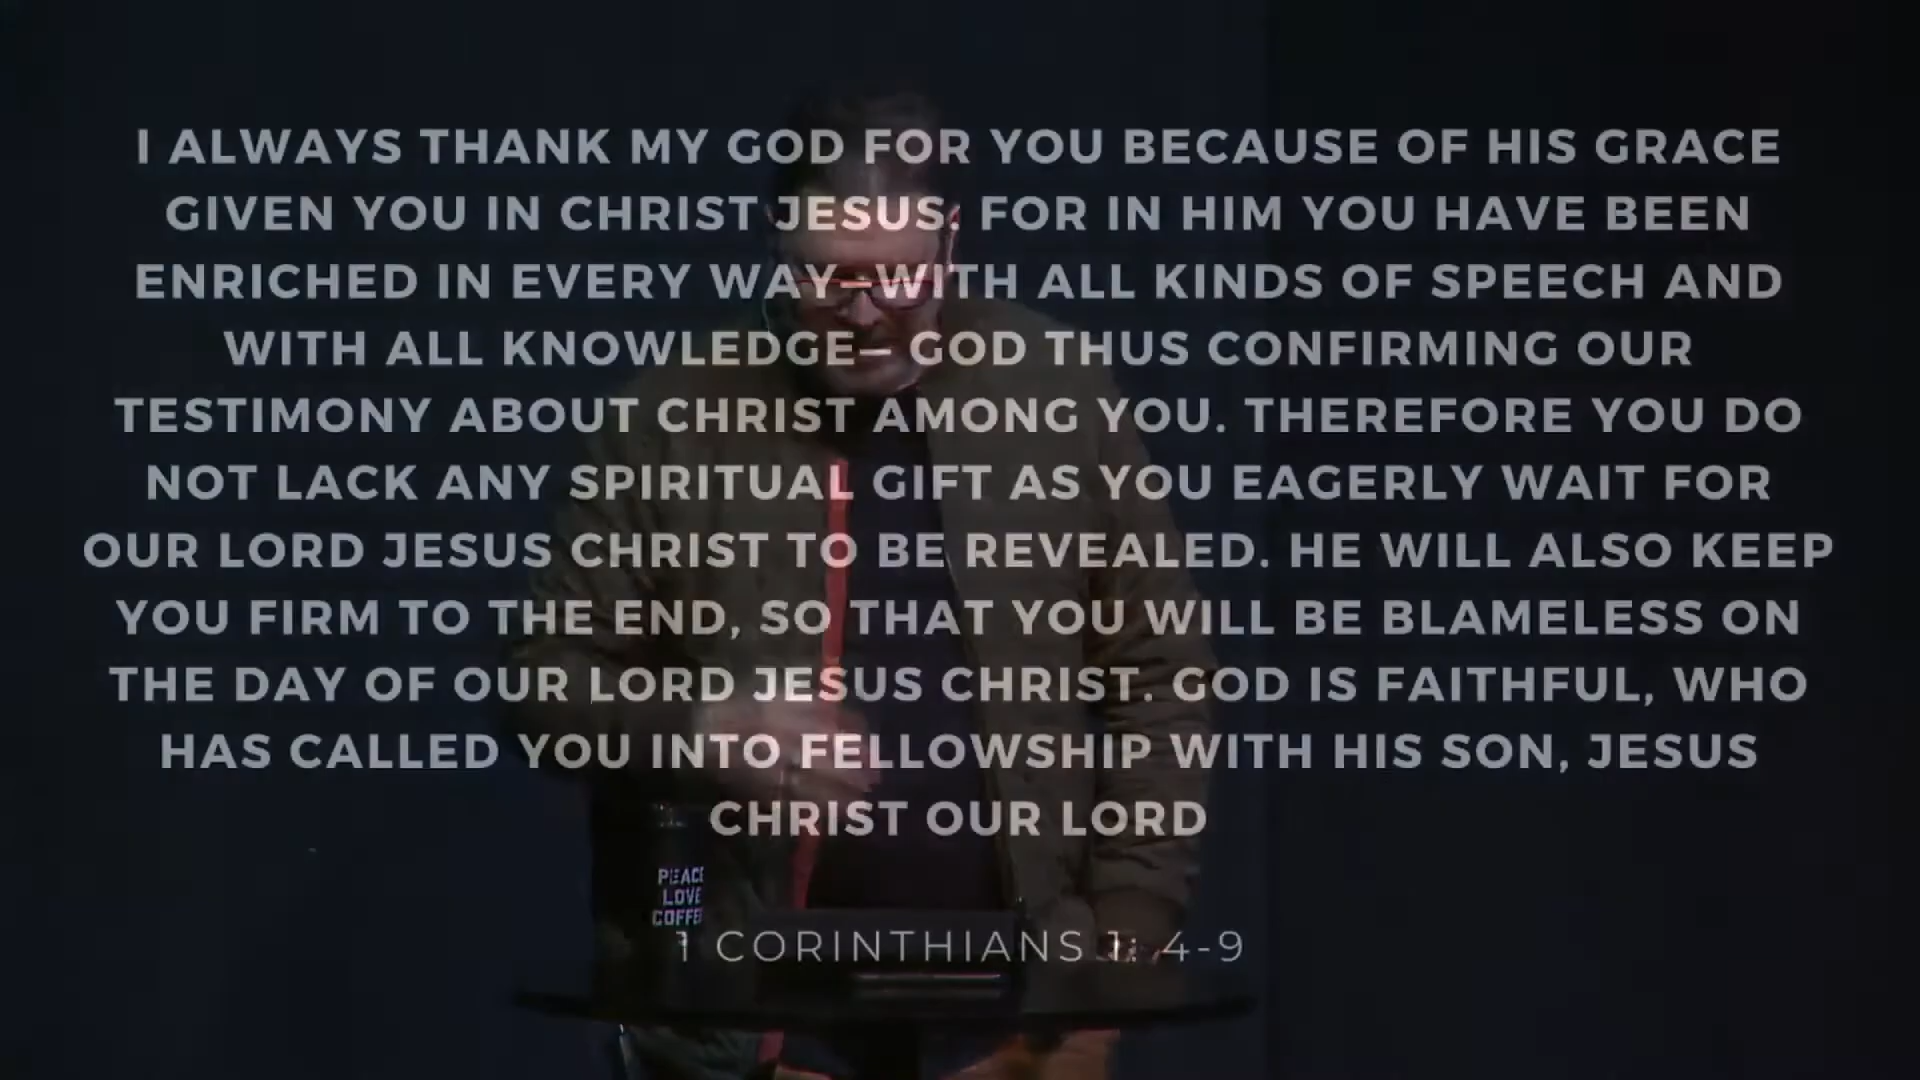 I ALWAYS THANK MY GOD FOR YOU BECAUSE OF HIS GRACE
GIVEN YOU IN CHRIST JESUS. FOR IN HIM YOU HAVE BEEN
ENRICHED IN EVERY WAY—WITH ALL KINDS OF SPEECH AND
WITH ALL KNOWLEDGE— GOD THUS CONFIRMING OUR
TESTIMONY ABOUT CHRIST AMONG YOU. THEREFORE YOU DO
NOT LACK ANY SPIRITUAL GIFT AS YOU EAGERLY WAIT FOR
OUR LORD JESUS CHRIST TO BE REVEALED. HE WILL ALSO KEEP
YOU FIRM TO THE END, SO THAT YOU WILL BE BLAMELESS ON
THE DAY OF OUR LORD JESUS CHRIST. GOD IS FAITHFUL, WHO
HAS CALLED YOU INTO FELLOWSHIP WITH HIS SON, JESUS
CHRIST OUR LORD
PEACE
LOVE
COFFEE
1 CORINTHIANS 1: 4-9